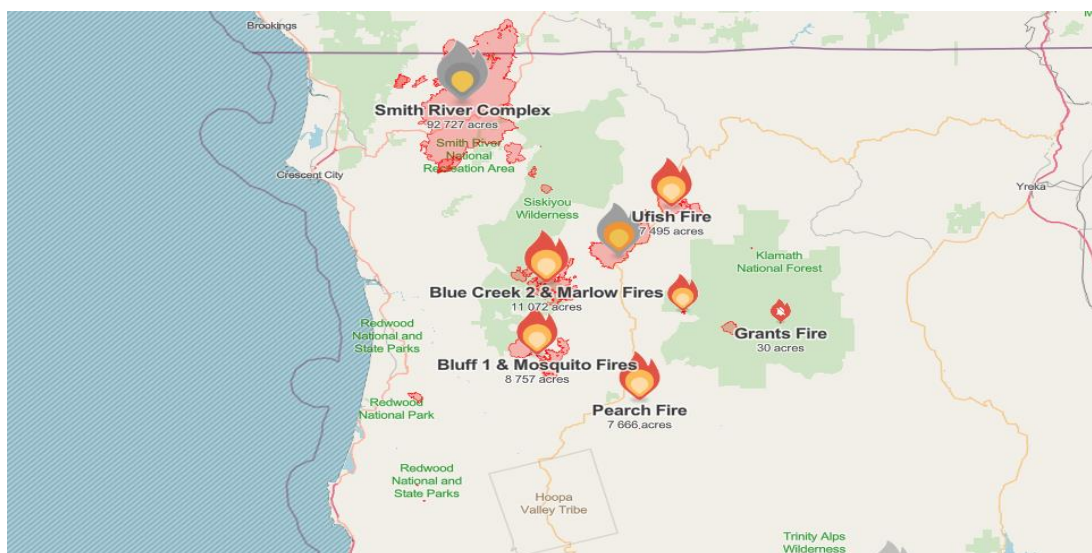 Brookings
Smith River Complex
92 727 acres
Smith River
National
Recreation Area
Crescent City
Siskiyou
Wilderness
Ufish Fire
7 495 acres
Yreka
Klamath
National Forest
Blue Creek 2 & Marlow Fires
11 072 acres
Grants Fire
30 acres
Redwood
National and
State Parks
Bluff 1 & Mosquito Fires
8 757 acres
Redwood
National Park
Pearch Fire
7 666 acres
Redwood
National and
State Parks
Hoopa
Valley Tribe
Trinity Alps
Wilderness